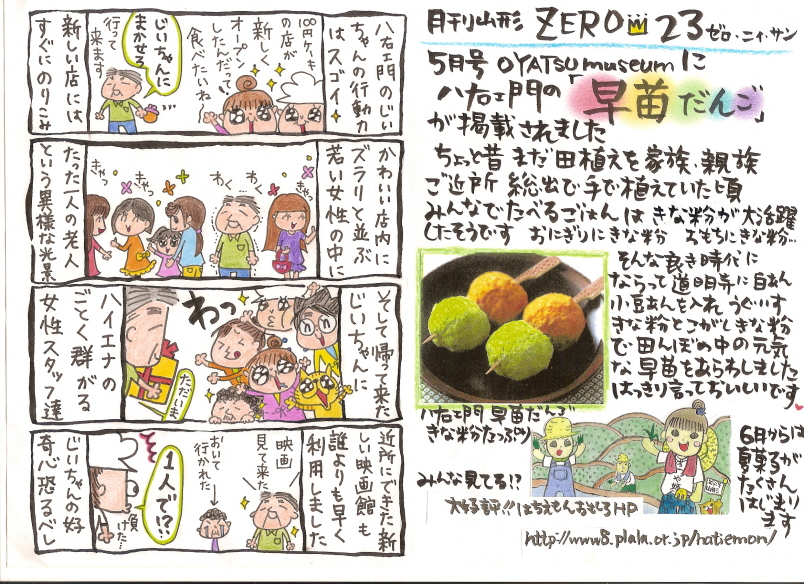 月刊山形 ZERO☆23 ゼロ・ニィ・サン
5月号 OYATSU museumに
八右ェ門の「早苗だんご」
が掲載されました
ちょっと昔 まだ田植えを家族、親族
ご近所 総出で手で植えていた頃
みんなでたべるごはんは きな粉が大活躍
したそうです おにぎりにきな粉 おもちにきな粉…
そんな良き時代に
ならって道明寺に白あん
小豆あんを入れ うぐいす
きな粉とこがしきな粉
で田んぼの中の元気
な早苗をあらわしました
はっきり言っておいしいです
八右ェ門 早苗だんご
きな粉たっぷり
みんな見てる!?
大好評!! はちえもんおもしろHP
http://www8.plala.or.jp/hatiemon/
6月からは
夏菓子が
たくさん
はじまり
ます
八右ェ門のじい
ちゃんの行動力
はスゴイ
100円ケーキ
の店が
新しく
オープン
したんだって
食べたいね
じいちゃんに
まかせろ
行って
来ます
新しい店には
すぐにのりこみ
かわいい店内に
ズラリと並ぶ
若い女性の中に
わく…
わく…
きゃっ
きゃっ
きゃっ
たった一人の老人
という異様な光景
そして帰って来た
じいちゃんに
わっ
ただいま
ハイエナの
ごとく群がる
女性スタッフ達
近所にできた新
しい映画館も
誰よりも早く
利用しました
映画
見て来た
おいて
行かれた
1人で!?
負けた…
じいちゃんの好
奇心恐るべし